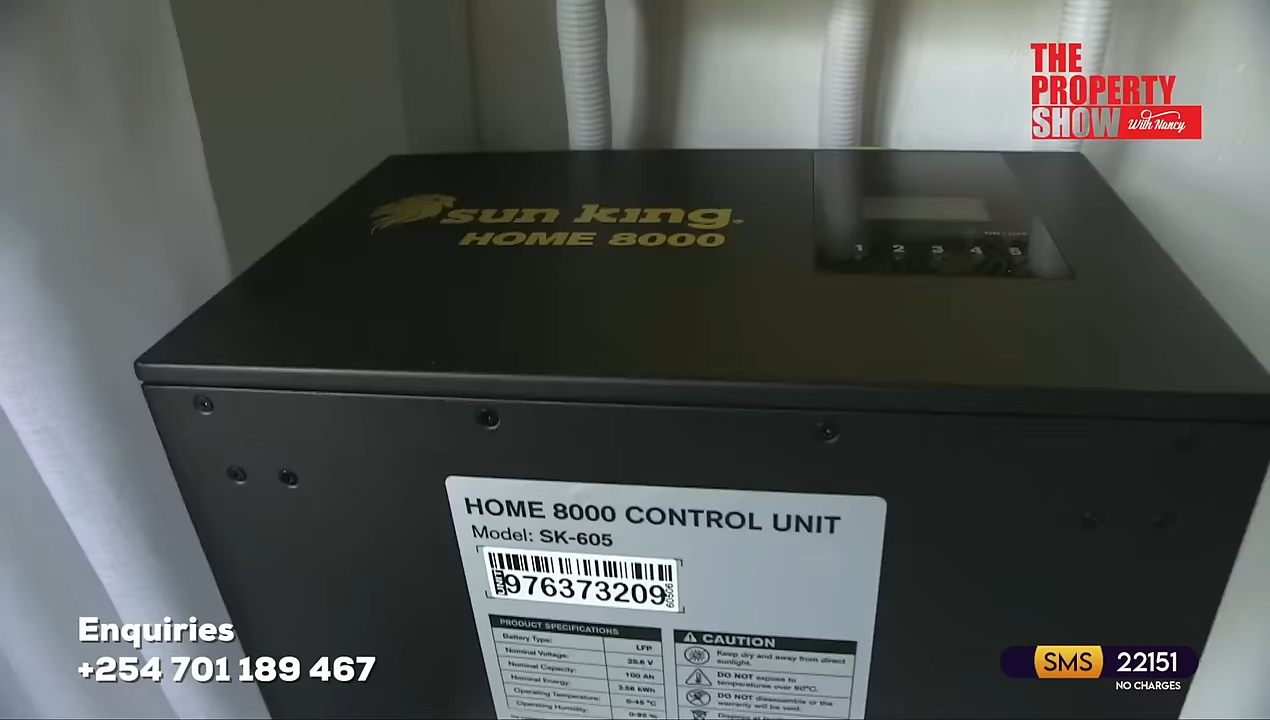 THE
PROPERTY
SHOW With Nancy
sun king.
HOME 8000
1 2 3 4 5
HOME 8000 CONTROL UNIT
Model: SK-605
UNIT 976373209
PRODUCT SPECIFICATIONS
Battery Type: LFP
Nominal Voltage: 25.6 V
Nominal Capacity: 100 Ah
Nominal Energy: 2.56 kWh
Operating Temperature: 0-45 °C
Operating Humidity: 0-95 %
CAUTION
Keep dry and away from direct
sunlight.
DO NOT expose to
temperatures over 50°C.
DO NOT disassemble or the
warranty will be void.
Enquiries
+254 701 189 467
SMS 22151
NO CHARGES